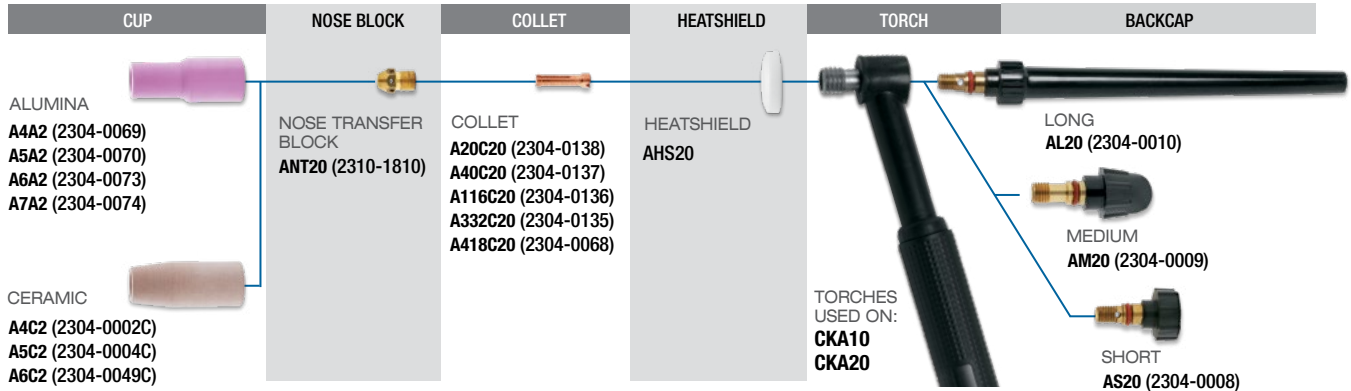 CUP
NOSE BLOCK
COLLET
HEATSHIELD
TORCH
BACKCAP
ALUMINA
A4A2 (2304-0069)
A5A2 (2304-0070)
A6A2 (2304-0073)
A7A2 (2304-0074)
CERAMIC
A4C2 (2304-0002C)
A5C2 (2304-0004C)
A6C2 (2304-0049C)
NOSE TRANSFER
BLOCK
ANT20 (2310-1810)
COLLET
A20C20 (2304-0138)
A40C20 (2304-0137)
A116C20 (2304-0136)
A332C20 (2304-0135)
A418C20 (2304-0068)
HEATSHIELD
AHS20
TORCHES
USED ON:
CKA10
CKA20
LONG
AL20 (2304-0010)
MEDIUM
AM20 (2304-0009)
SHORT
AS20 (2304-0008)